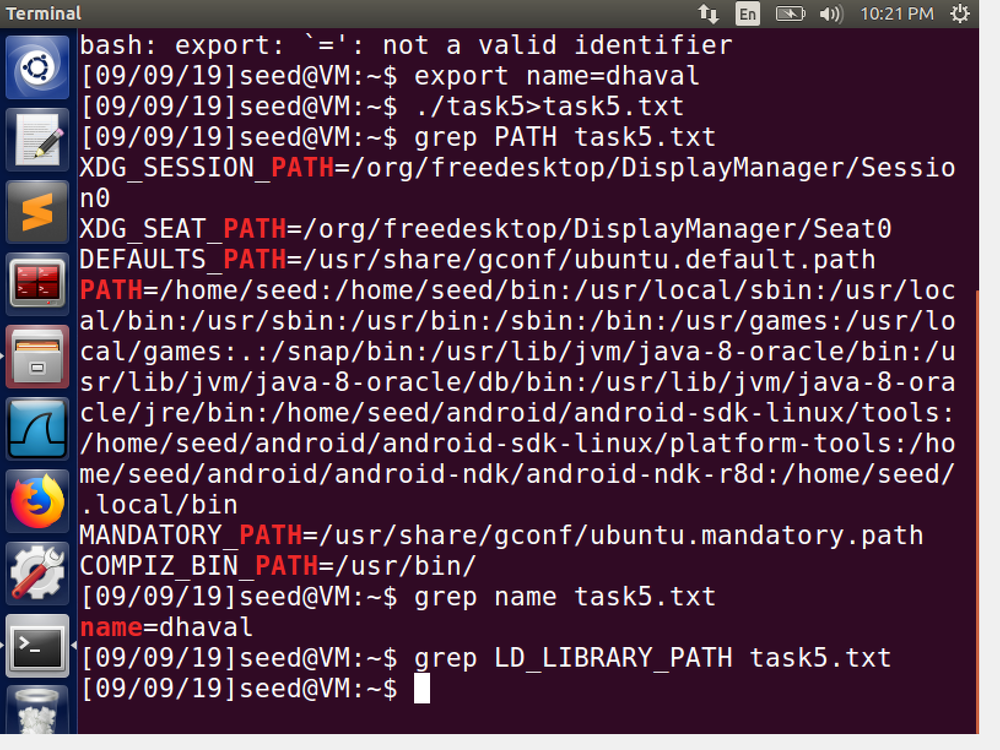 Terminal
En
10:21 PM
bash: export: `=': not a valid identifier
[09/09/19]seed@VM:~$ export name=dhaval
[09/09/19]seed@VM:~$ ./task5>task5.txt
[09/09/19]seed@VM:~$ grep PATH task5.txt
XDG_SESSION_PATH=/org/freedesktop/DisplayManager/Sessio
n0
XDG_SEAT_PATH=/org/freedesktop/DisplayManager/Seat0
DEFAULTS_PATH=/usr/share/gconf/ubuntu.default.path
PATH=/home/seed:/home/seed/bin:/usr/local/sbin:/usr/loc
al/bin:/usr/sbin:/usr/bin:/sbin:/bin:/usr/games:/usr/lo
cal/games:.:/snap/bin:/usr/lib/jvm/java-8-oracle/bin:/u
sr/lib/jvm/java-8-oracle/db/bin:/usr/lib/jvm/java-8-ora
cle/jre/bin:/home/seed/android/android-sdk-linux/tools:
/home/seed/android/android-sdk-linux/platform-tools:/ho
me/seed/android/android-ndk/android-ndk-r8d:/home/seed/
.local/bin
MANDATORY_PATH=/usr/share/gconf/ubuntu.mandatory.path
COMPIZ_BIN_PATH=/usr/bin/
[09/09/19]seed@VM:~$ grep name task5.txt
name=dhaval
[09/09/19]seed@VM:~$ grep LD_LIBRARY_PATH task5.txt
[09/09/19]seed@VM:~$